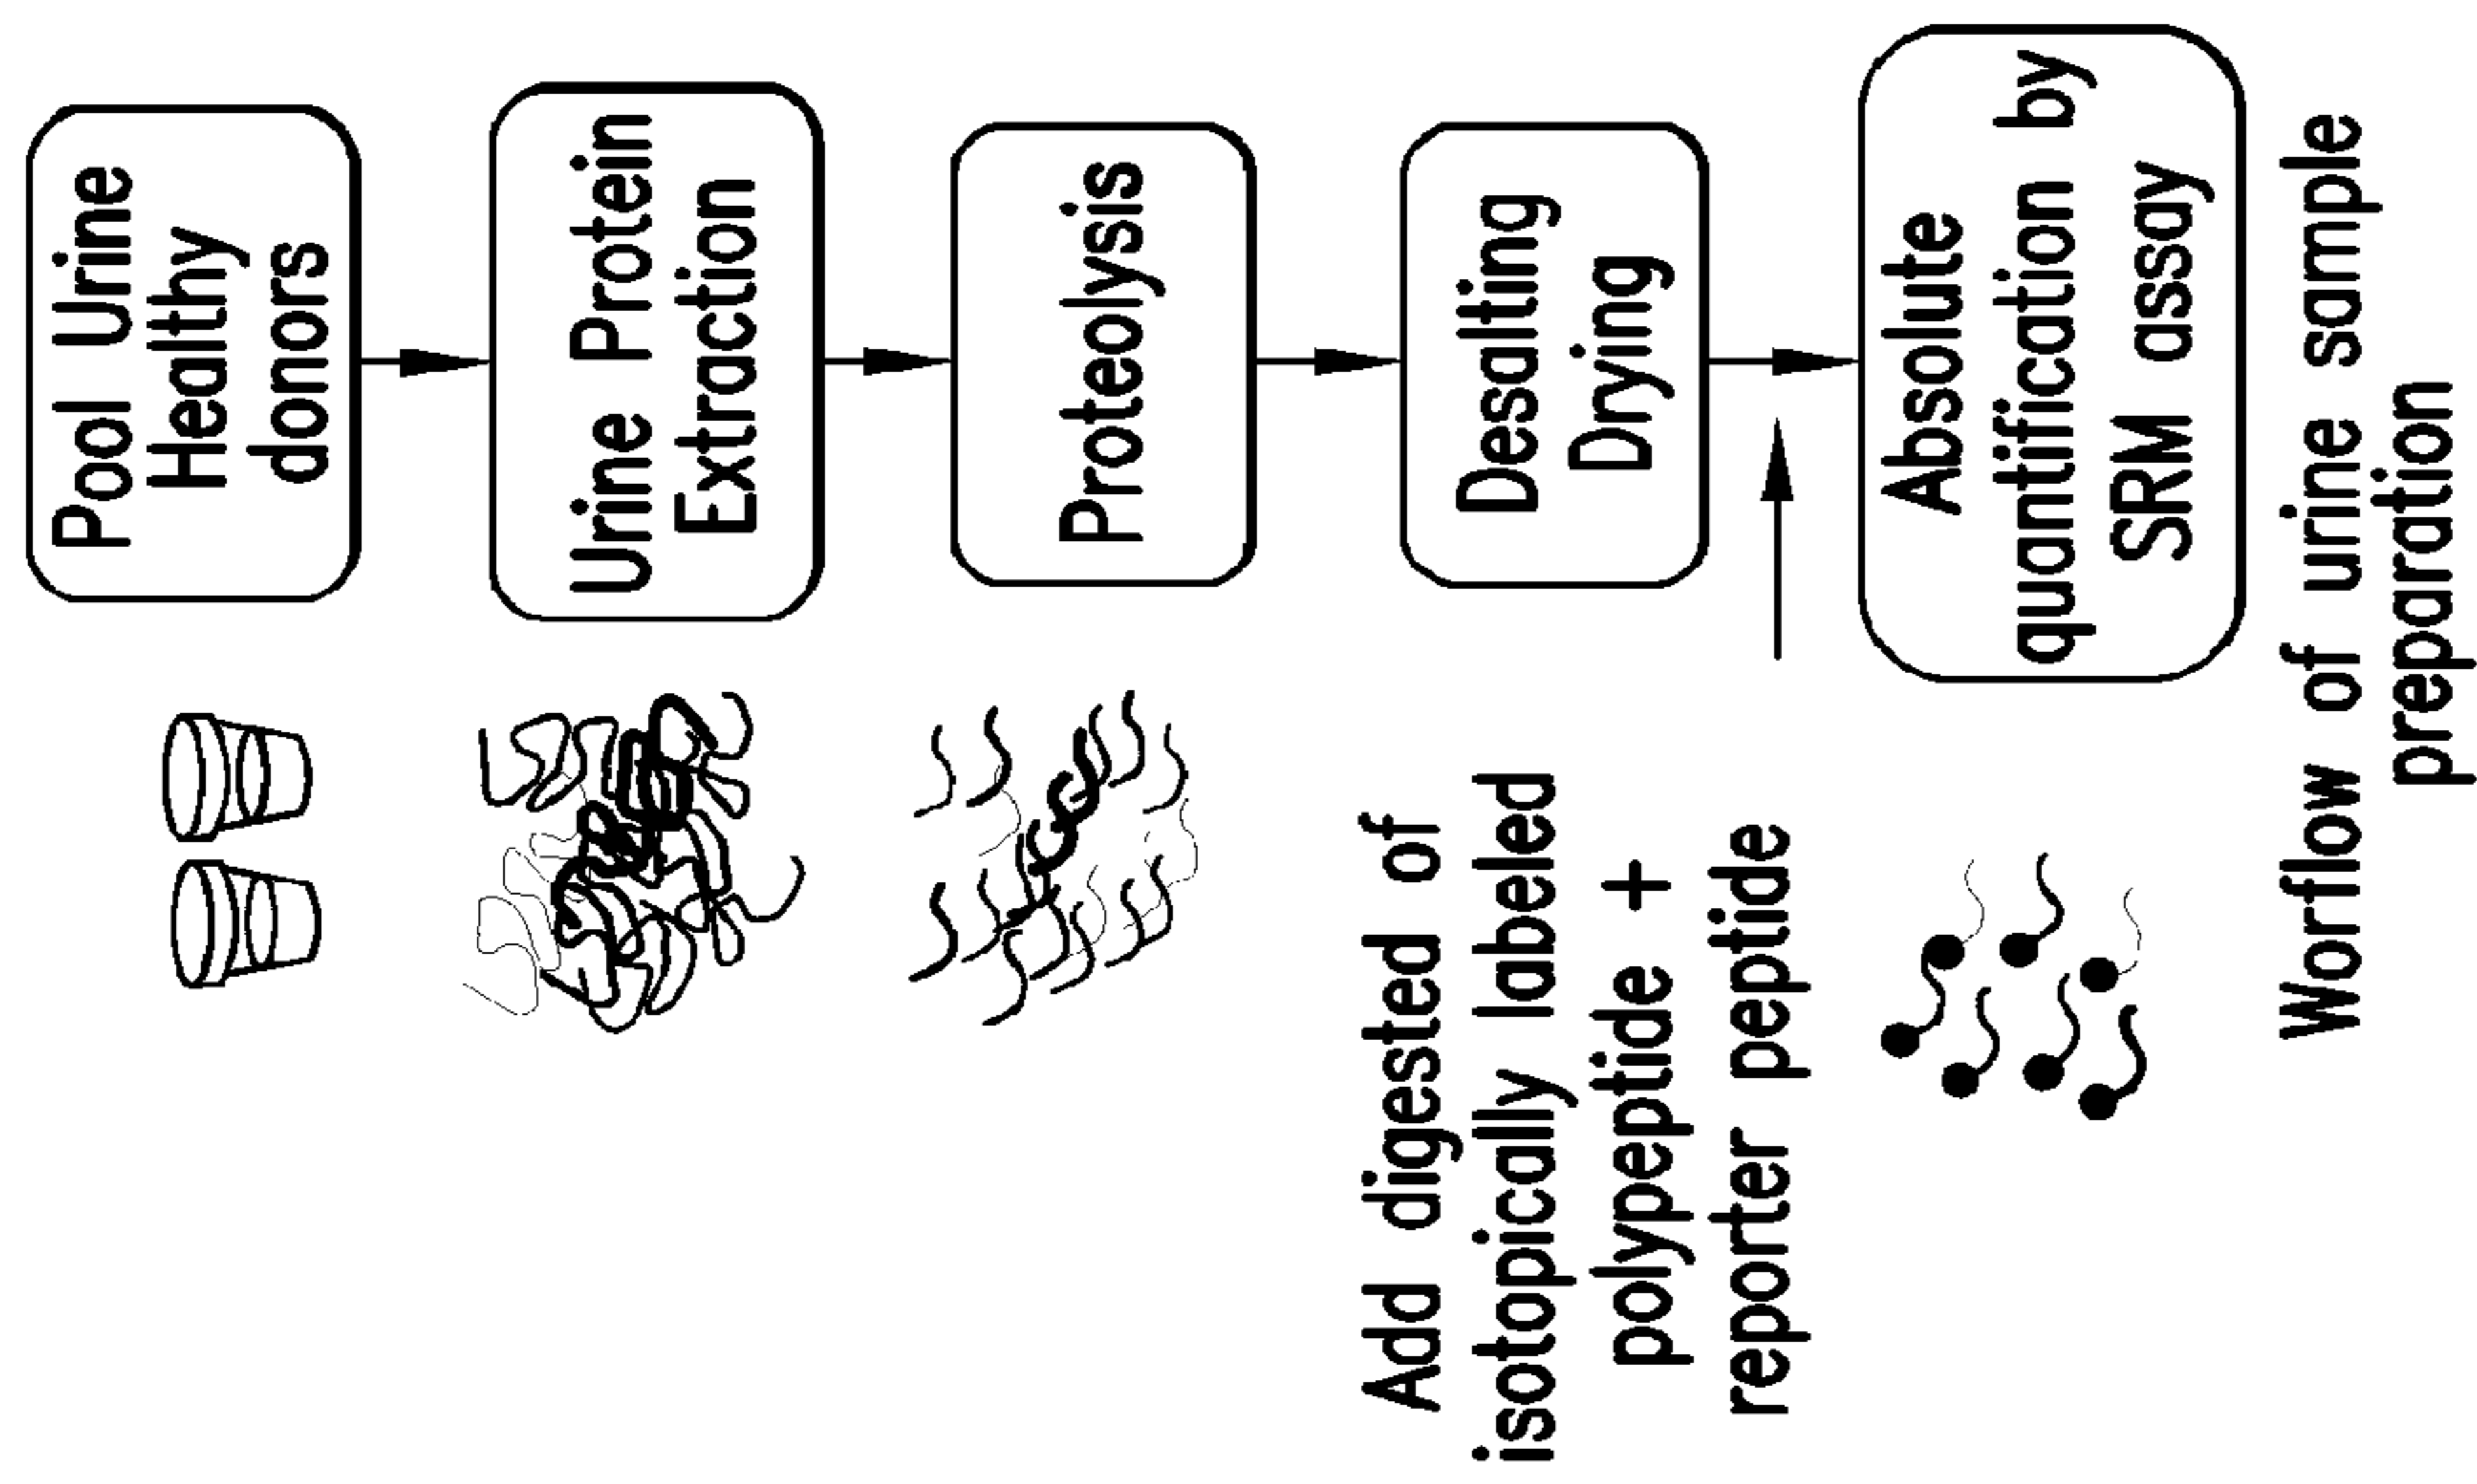 Pool Urine
Healthy
donors
Urine Protein
Extraction
Proteolysis
Desalting
Drying
Add digested of
isotopically labeled
polypeptide +
reporter peptide
Absolute
quantification by
SRM assay
Worflow of urine sample
preparation